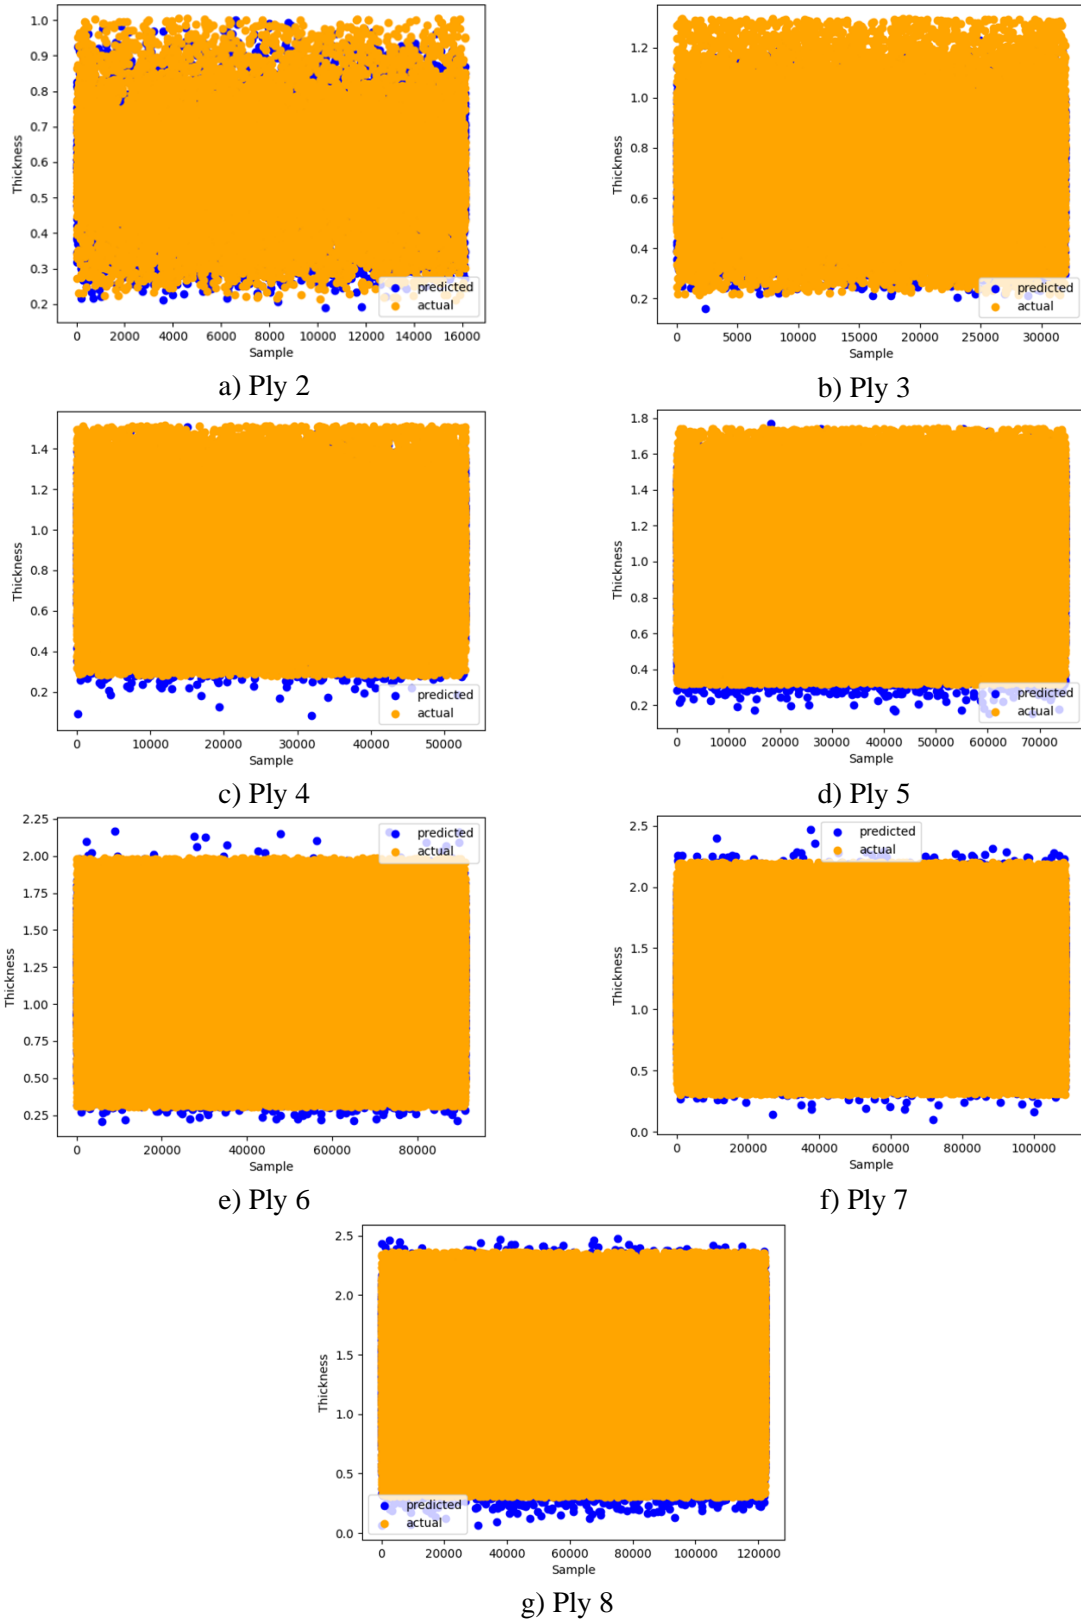 1.0
0.9
0.8
0.7
0.6
0.5
0.4
0.3
0.2
Thickness
predicted
actual
0 2000 4000 6000 8000 10000 12000 14000 16000
Sample
a) Ply 2
1.2
1.0
0.8
0.6
0.4
0.2
Thickness
predicted
actual
0 5000 10000 15000 20000 25000 30000
Sample
b) Ply 3
1.4
1.2
1.0
0.8
0.6
0.4
0.2
Thickness
predicted
actual
0 10000 20000 30000 40000 50000
Sample
c) Ply 4
1.8
1.6
1.4
1.2
1.0
0.8
0.6
0.4
0.2
Thickness
predicted
actual
0 10000 20000 30000 40000 50000 60000 70000
Sample
d) Ply 5
2.25
2.00
1.75
1.50
1.25
1.00
0.75
0.50
0.25
Thickness
predicted
actual
0 20000 40000 60000 80000
Sample
e) Ply 6
2.5
2.0
1.5
1.0
0.5
0.0
Thickness
predicted
actual
0 20000 40000 60000 80000 100000
Sample
f) Ply 7
2.5
2.0
1.5
1.0
0.5
0.0
Thickness
predicted
actual
0 20000 40000 60000 80000 100000 120000
Sample
g) Ply 8